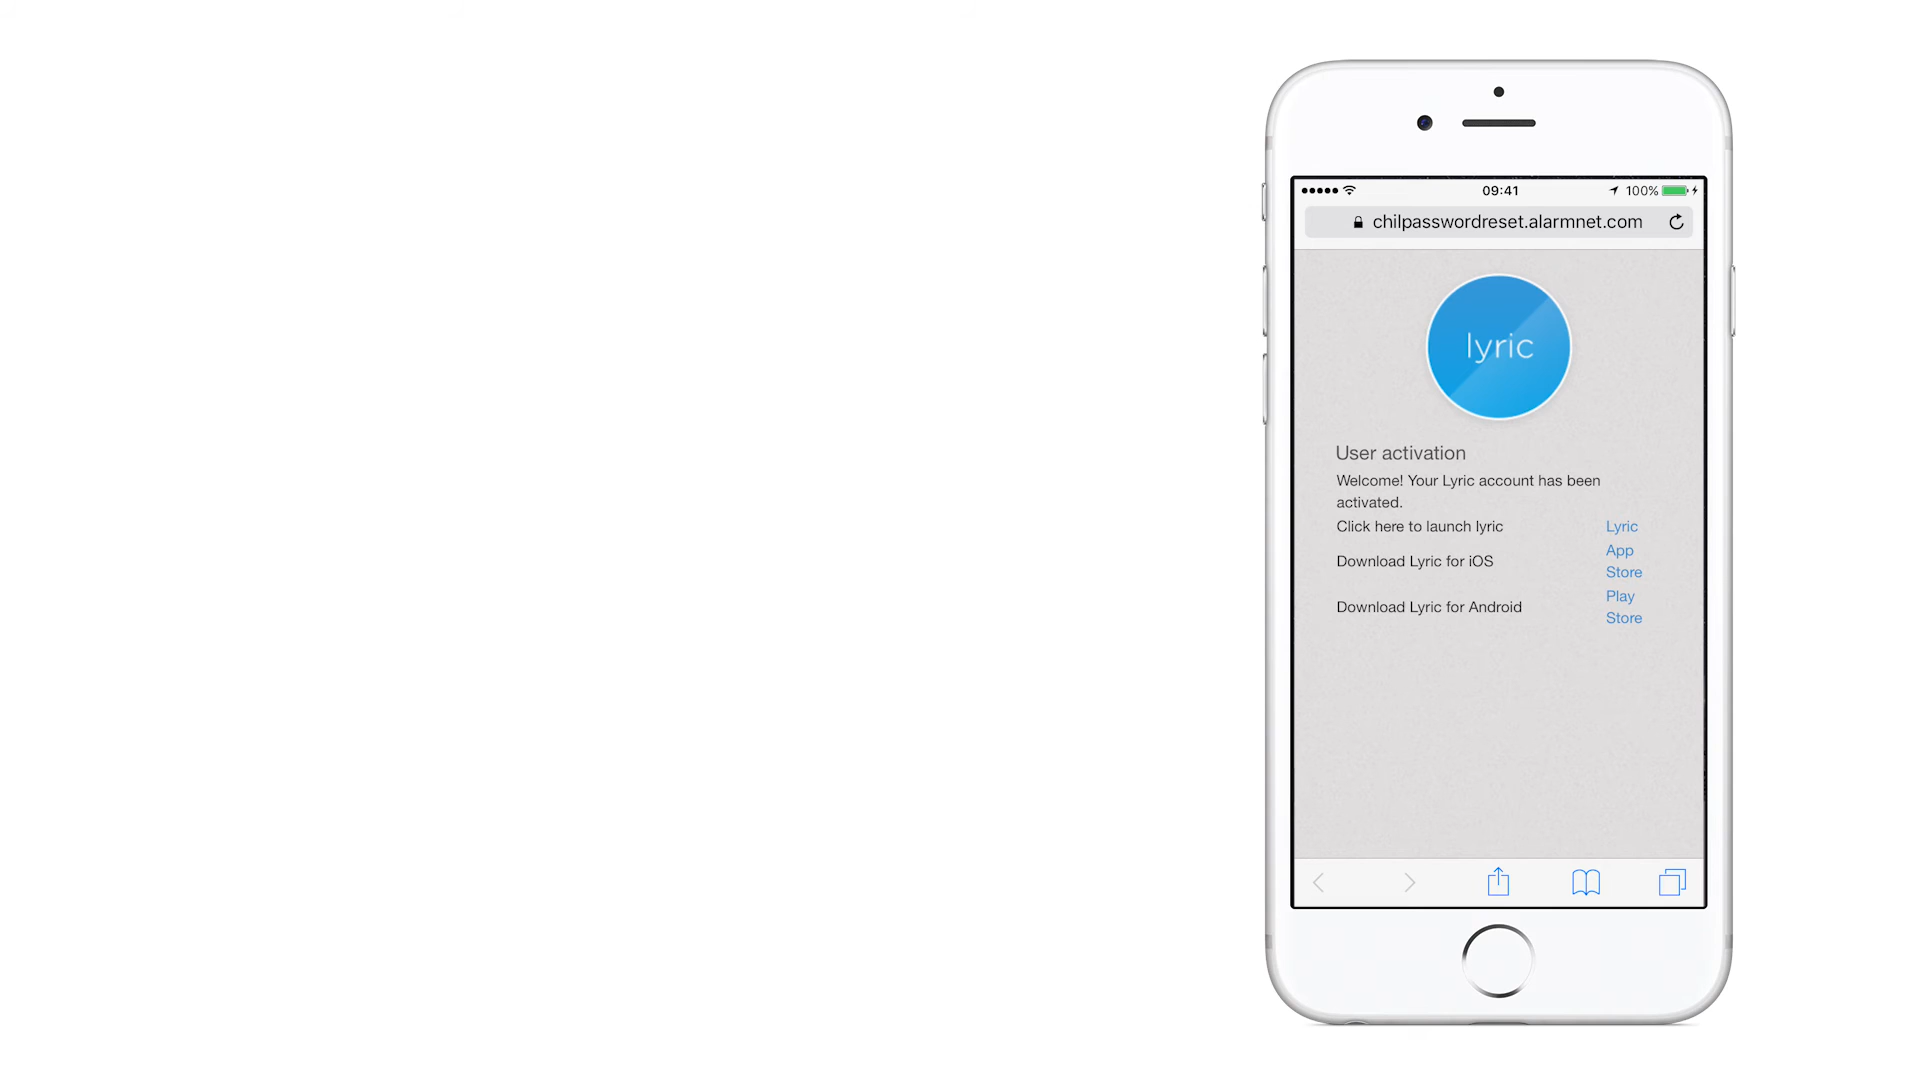 09:41
100%
chilpasswordreset.alarmnet.com
lyric
User activation
Welcome! Your Lyric account has been
activated.
Click here to launch lyric Lyric
Download Lyric for iOS App Store
Download Lyric for Android Play Store